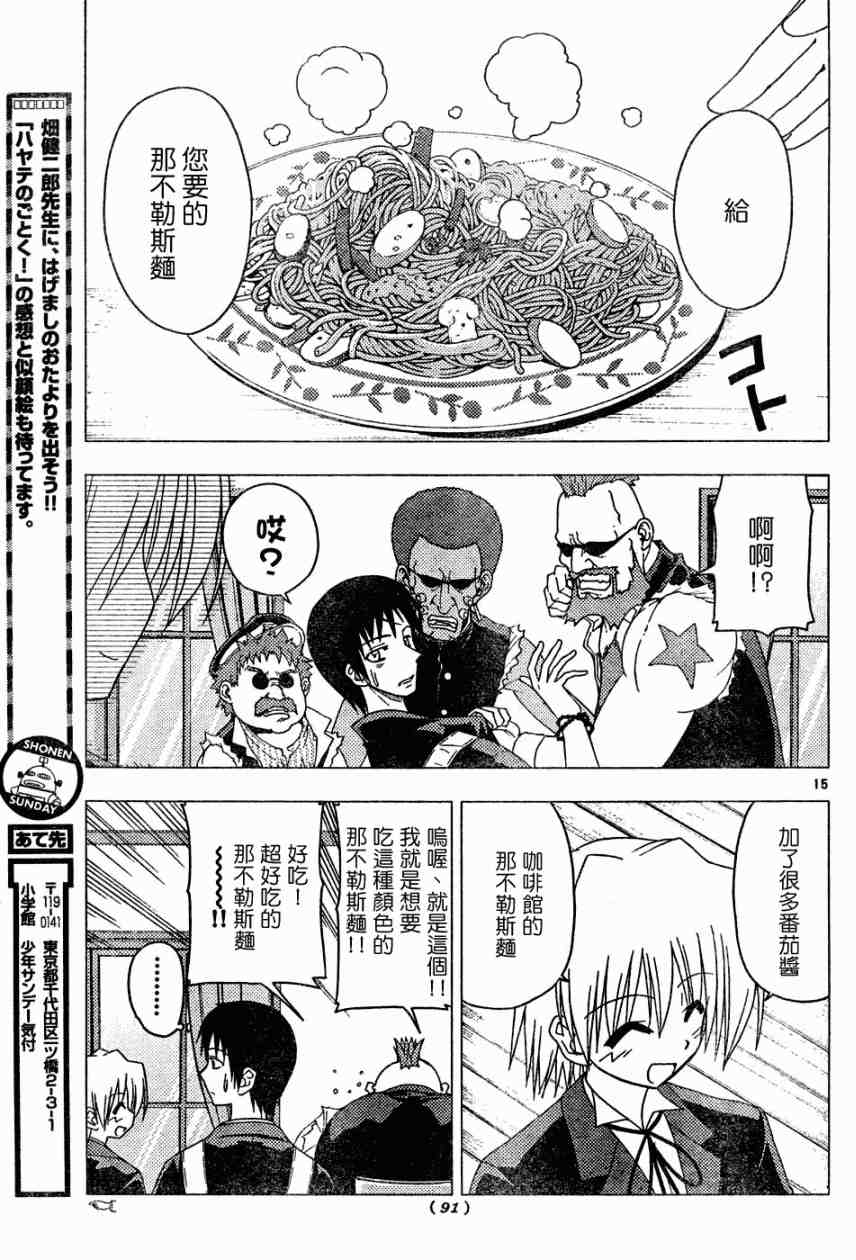 給
您要的
那不勒斯麵
コト
啊
啊!?
哎?
15
加了很多番茄醬
咖啡館的
那不勒斯麵
嗚喔、就是這個!!
我就是想要
吃這種顏色的
那不勒斯麵!!
好吃!
超好吃的
那不勒斯麵
~~~~!!
………
(91)
畑健二郎先生に、はげましのおたよりを出そう!!
「ハヤテのごとく!」の感想と似顔絵も待ってます。
SHONEN
SUNDAY
あて先
〒119-0141 東京都千代田区一ツ橋2-3-1
小学館 少年サンデー気付